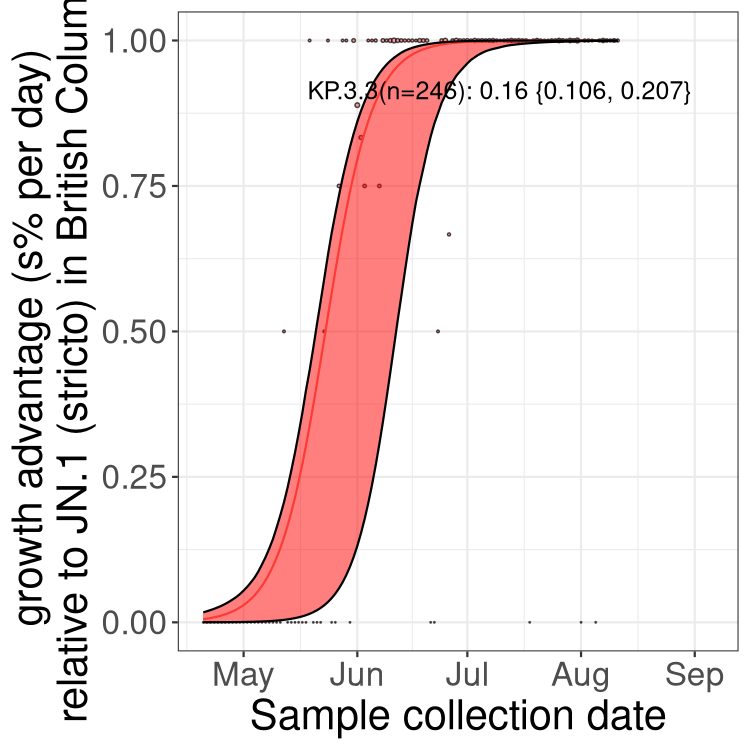 growth advantage (s% per day)
relative to JN.1 (stricto) in British Colum
1.00
0.75
0.50
0.25
0.00
KP.3.3(n=246): 0.16 {0.106, 0.207}
May Jun Jul Aug Sep
Sample collection date